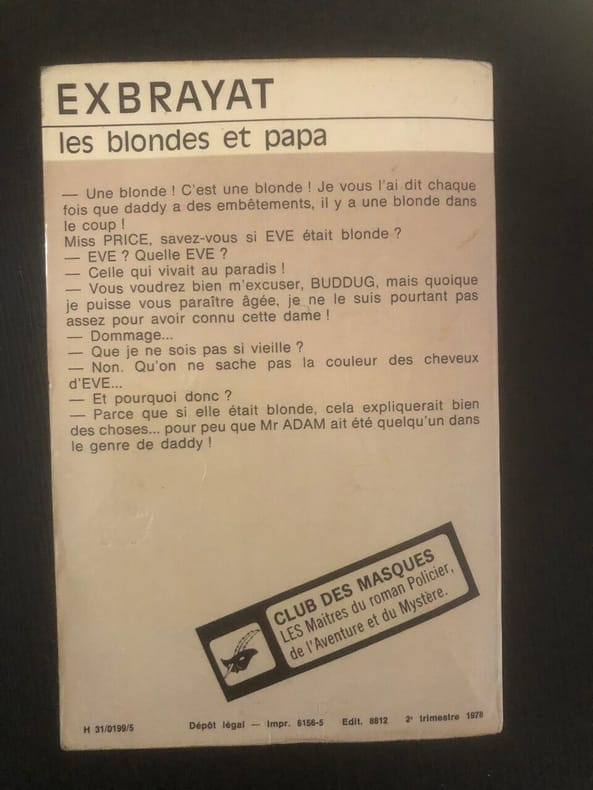 EXBRAYAT
les blondes et papa
— Une blonde ! C'est une blonde ! Je vous l'ai dit chaque
fois que daddy a des embêtements, il y a une blonde dans
le coup !
Miss PRICE, savez-vous si EVE était blonde ?
— EVE ? Quelle EVE ?
— Celle qui vivait au paradis !
— Vous voudrez bien m'excuser, BUDDUG, mais quoique
je puisse vous paraître âgée, je ne le suis pourtant pas
assez pour avoir connu cette dame !
— Dommage...
— Que je ne sois pas si vieille ?
— Non. Qu'on ne sache pas la couleur des cheveux
d'EVE...
— Et pourquoi donc ?
— Parce que si elle était blonde, cela expliquerait bien
des choses... pour peu que Mr ADAM ait été quelqu'un dans
le genre de daddy !
CLUB DES MASQUES
LES Maîtres du roman Policier,
de l'Aventure et du Mystère.
H 31/0199/5 Dépôt légal — Impr. 6156-5 Edit. 8812 2e trimestre 1978